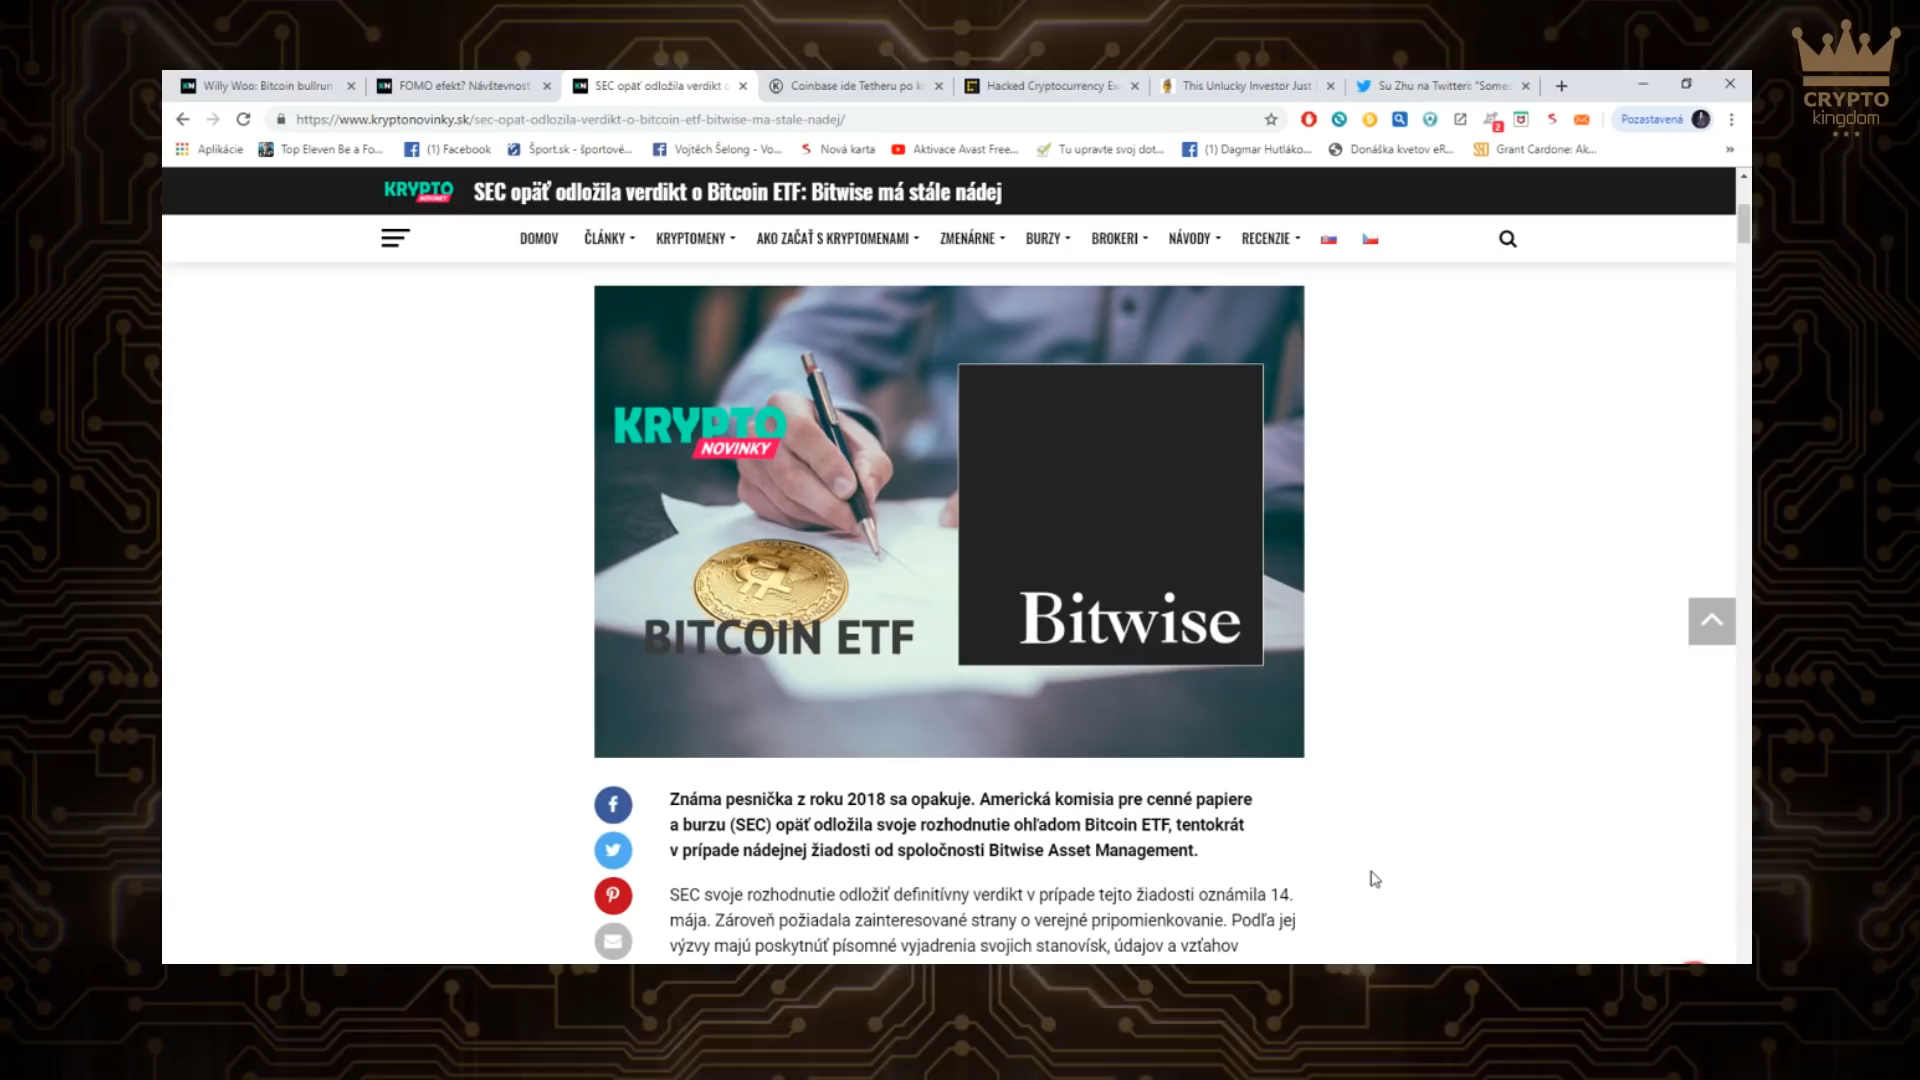 CRYPTO
kingdom
Willy Woo: Bitcoin bullrun
FOMO efekt? Návštevnosť
SEC opäť odložila verdikt o
Coinbase ide Tetheru po k
Hacked Cryptocurrency Ex
This Unlucky Investor Just
Su Zhu na Twitteri: "Some
https://www.kryptonovinky.sk/sec-opat-odlozila-verdikt-o-bitcoin-etf-bitwise-ma-stale-nadej/
2
Pozastavená
Aplikácie
Top Eleven Be a Fo...
(1) Facebook
Šport.sk - športové...
Vojtěch Šelong - Vo...
Nová karta
Aktivace Avast Free...
Tu upravte svoj dot...
(1) Dagmar Hutláko...
Donáška kvetov eR...
Grant Cardone: Ak...
»
KRYPTO
NOVINKY
SEC opäť odložila verdikt o Bitcoin ETF: Bitwise má stále nádej
DOMOV
ČLÁNKY
KRYPTOMENY
AKO ZAČAŤ S KRYPTOMENAMI
ZMENÁRNE
BURZY
BROKERI
NÁVODY
RECENZIE
KRYPTO
NOVINKY
BITCOIN ETF
Bitwise
Známa pesnička z roku 2018 sa opakuje. Americká komisia pre cenné papiere
a burzu (SEC) opäť odložila svoje rozhodnutie ohľadom Bitcoin ETF, tentokrát
v prípade nádejnej žiadosti od spoločnosti Bitwise Asset Management.
SEC svoje rozhodnutie odložiť definitívny verdikt v prípade tejto žiadosti oznámila 14.
mája. Zároveň požiadala zainteresované strany o verejné pripomienkovanie. Podľa jej
výzvy majú poskytnúť písomné vyjadrenia svojich stanovísk, údajov a vzťahov